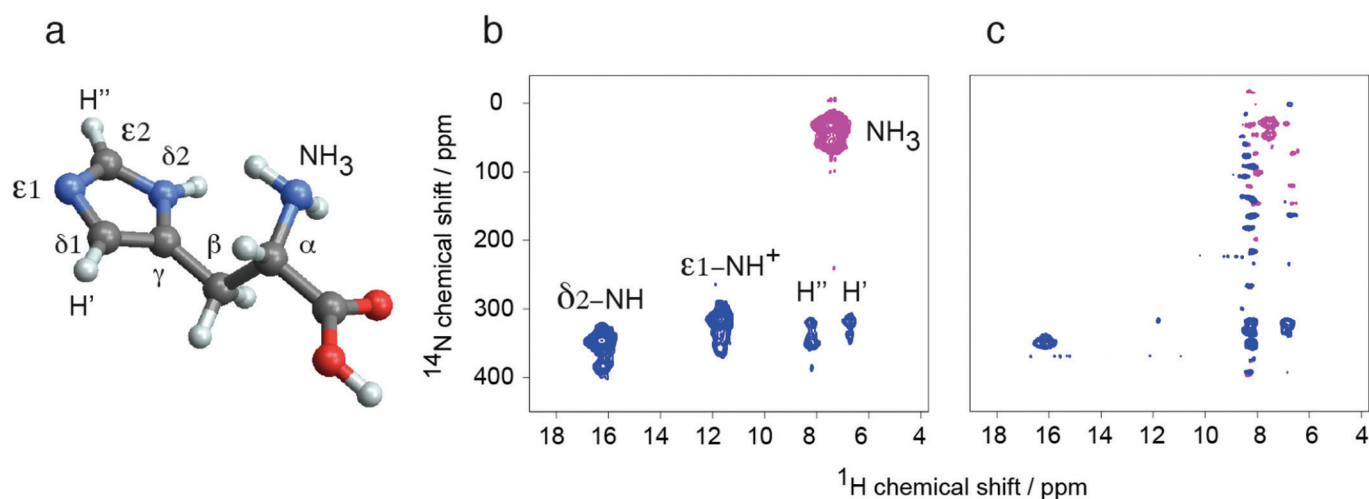 a
b
c
H”
ε2
δ2
NH3
ε1
δ1
β
α
γ
H’
14N chemical shift / ppm
0
100
200
300
400
NH3
δ2–NH
ε1–NH+
H”
H’
18 16 14 12 10 8 6 4
18 16 14 12 10 8 6 4
1H chemical shift / ppm